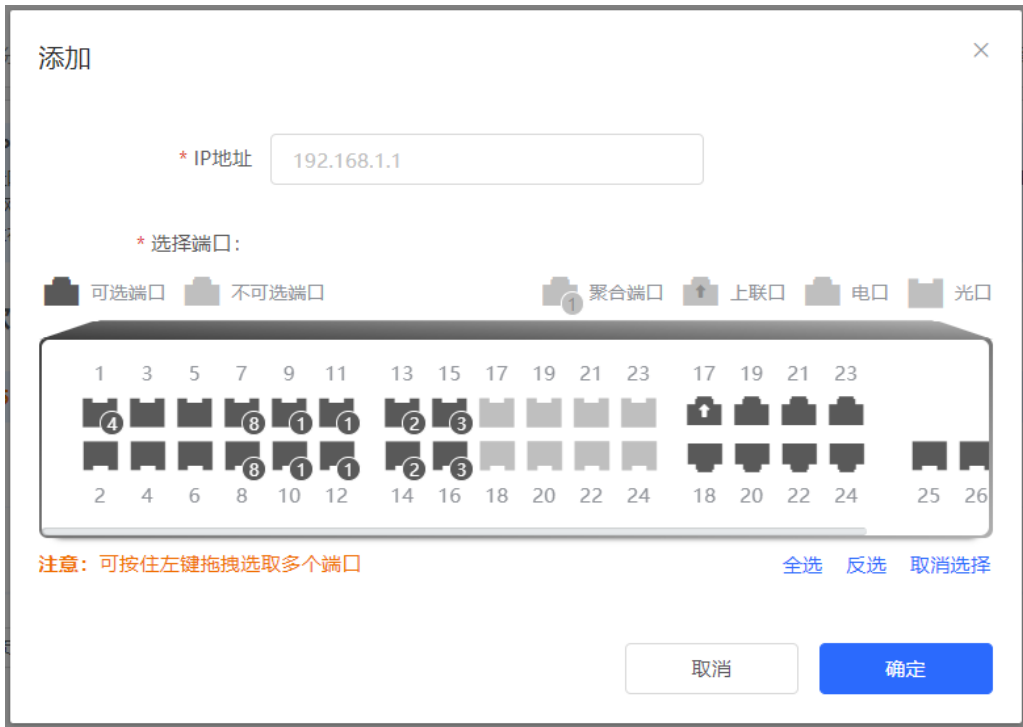 添加
* IP地址 192.168.1.1
* 选择端口：
可选端口 不可选端口 1 聚合端口 上联口 电口 光口
1 3 5 7 9 11 13 15 17 19 21 23 17 19 21 23
4 8 1 1 2 3
8 1 1 2 3
2 4 6 8 10 12 14 16 18 20 22 24 18 20 22 24 25 26
注意：可按住左键拖拽选取多个端口 全选 反选 取消选择
取消 确定